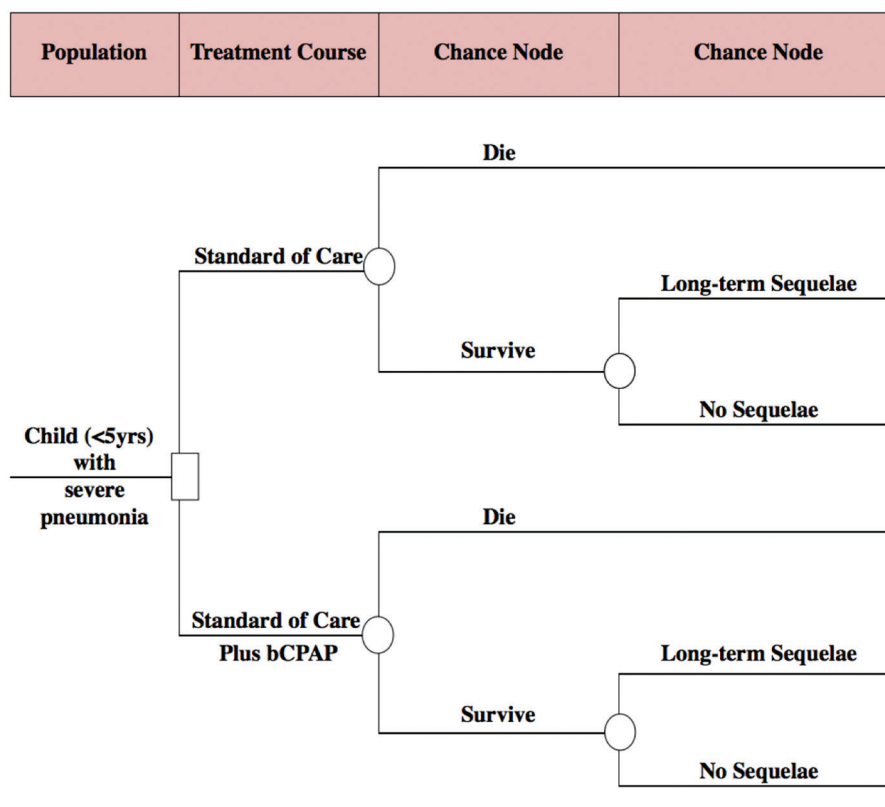 Population
Treatment Course
Chance Node
Chance Node
Die
Standard of Care
Long-term Sequelae
Survive
No Sequelae
Child (<5yrs)
with
severe
pneumonia
Die
Standard of Care
Plus bCPAP
Long-term Sequelae
Survive
No Sequelae